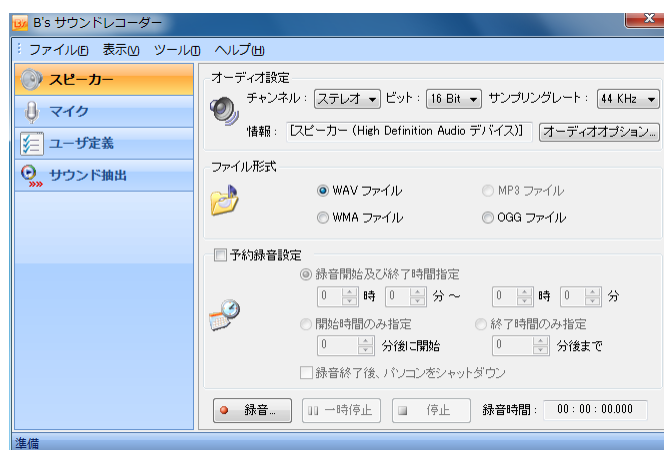 B's サウンドレコーダー
ファイル(F) 表示(V) ツール(T) ヘルプ(H)
スピーカー
マイク
ユーザ定義
サウンド抽出
オーディオ設定
チャンネル： ステレオ ビット： 16 Bit サンプリングレート： 44 KHz
情報： [スピーカー (High Definition Audio デバイス)] オーディオオプション...
ファイル形式
WAV ファイル MP3 ファイル
WMA ファイル OGG ファイル
予約録音設定
録音開始及び終了時間指定
0 時 0 分 ～ 0 時 0 分
開始時間のみ指定 終了時間のみ指定
0 分後に開始 0 分後まで
録音終了後、パソコンをシャットダウン
録音... 一時停止 停止 録音時間： 00 : 00 : 00.000
準備